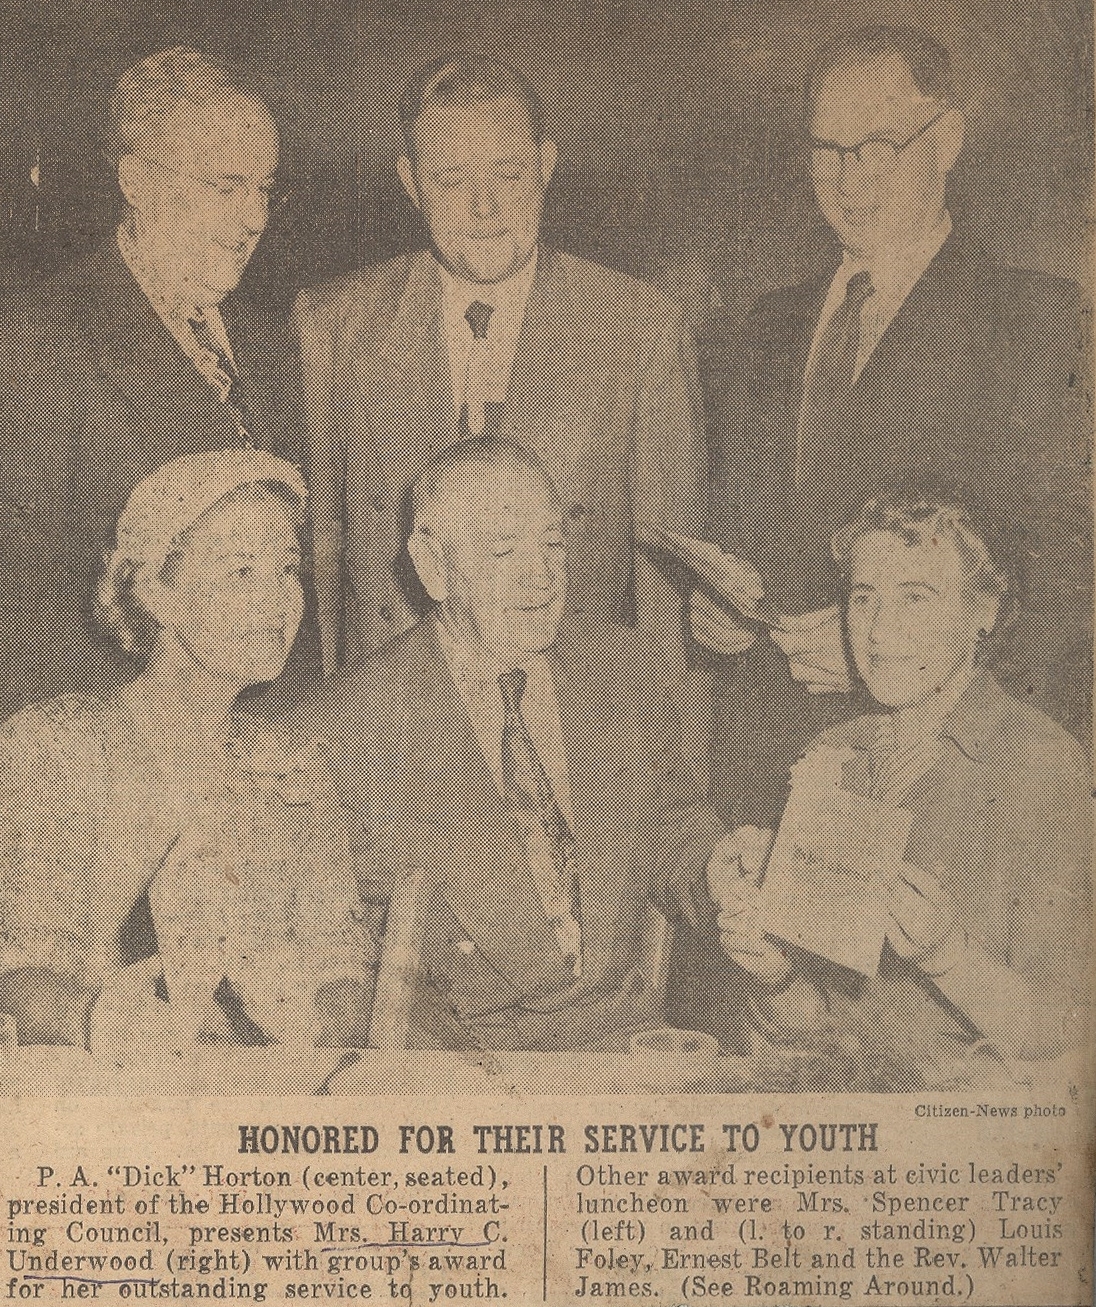 Citizen-News photo
HONORED FOR THEIR SERVICE TO YOUTH
P. A. “Dick” Horton (center, seated),
president of the Hollywood Co-ordinat-
ing Council, presents Mrs. Harry C.
Underwood (right) with group's award
for her outstanding service to youth.
Other award recipients at civic leaders'
luncheon were Mrs. Spencer Tracy
(left) and (l. to r. standing) Louis
Foley, Ernest Belt and the Rev. Walter
James. (See Roaming Around.)